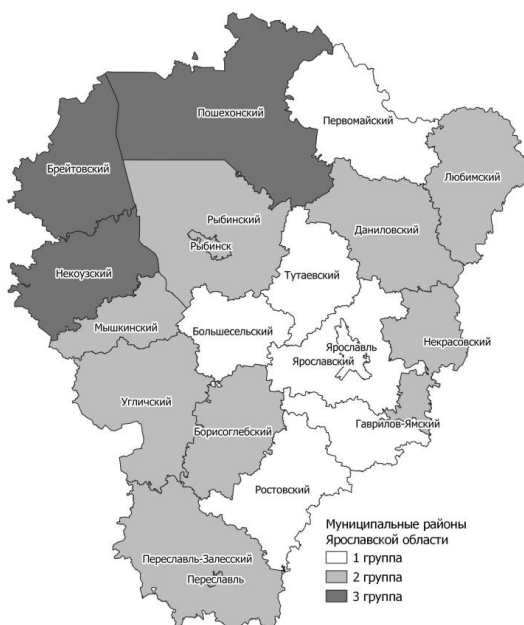 Пошехонский
Первомайский
Брейтовский
Любимский
Рыбинский
Рыбинск
Даниловский
Некоузский
Тутаевский
Мышкинский
Большесельский
Ярославль
Ярославский
Некрасовский
Угличский
Борисоглебский
Гаврилов-Ямский
Ростовский
Переславль-Залесский
Переславль
Муниципальные районы
Ярославской области
1 группа
2 группа
3 группа